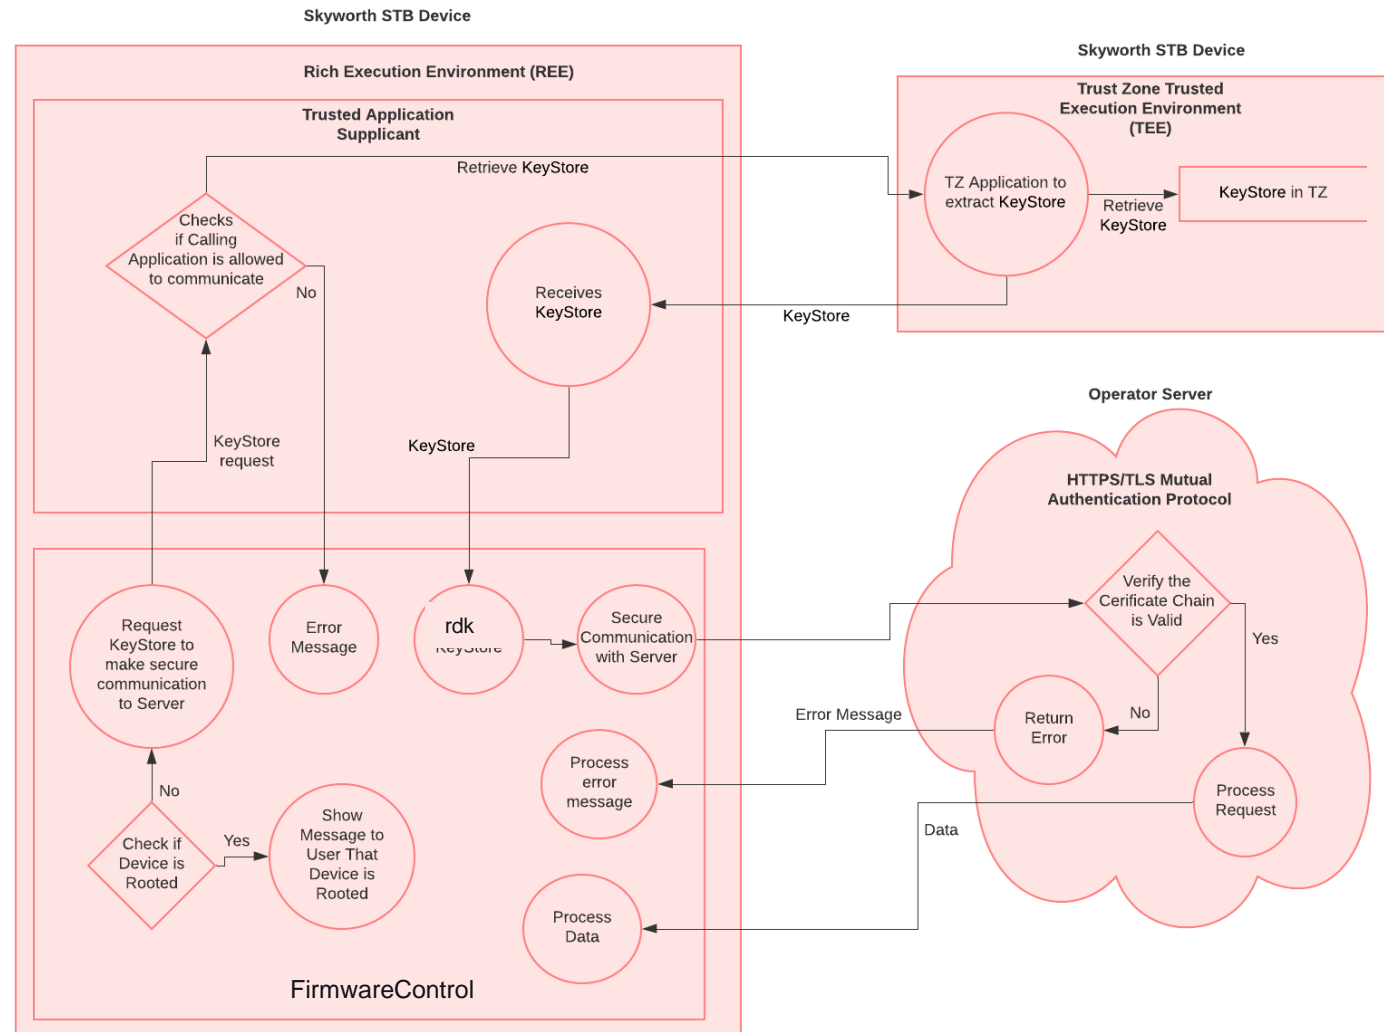 Skyworth STB Device
Rich Execution Environment (REE)
Trusted Application
Supplicant
Retrieve KeyStore
Checks
if Calling
Application is allowed
to communicate
No
Receives
KeyStore
KeyStore
request
KeyStore
Skyworth STB Device
Trust Zone Trusted
Execution Environment
(TEE)
TZ Application to
extract KeyStore
Retrieve
KeyStore
KeyStore in TZ
KeyStore
Operator Server
HTTPS/TLS Mutual
Authentication Protocol
Verify the
Cerificate Chain
is Valid
Yes
No
Return
Error
Process
Request
Error Message
Data
Request
KeyStore to
make secure
communication
to Server
Error
Message
rdk
KeyStore
Secure
Communication
with Server
Process
error
message
No
Check if
Device is
Rooted
Yes
Show
Message to
User That
Device is
Rooted
Process
Data
FirmwareControl